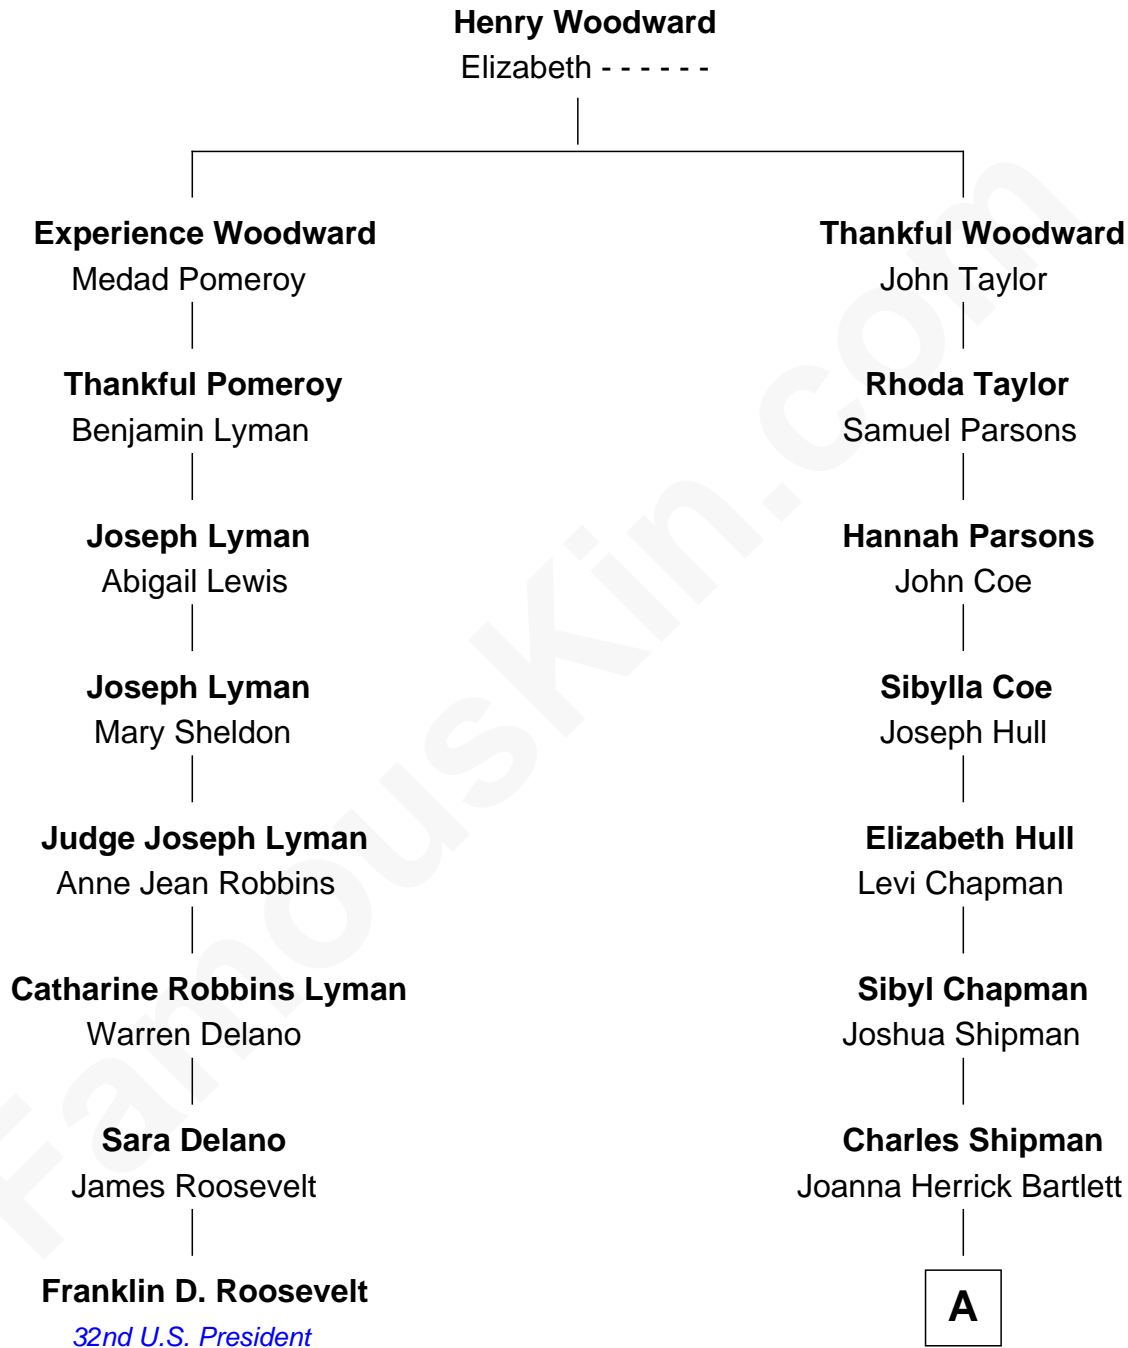 Henry Woodward
Elizabeth - - - - - -
Experience Woodward
Medad Pomeroy
Thankful Woodward
John Taylor
Thankful Pomeroy
Benjamin Lyman
Rhoda Taylor
Samuel Parsons
Joseph Lyman
Abigail Lewis
Hannah Parsons
John Coe
Joseph Lyman
Mary Sheldon
Sibylla Coe
Joseph Hull
Judge Joseph Lyman
Anne Jean Robbins
Elizabeth Hull
Levi Chapman
Catharine Robbins Lyman
Warren Delano
Sibyl Chapman
Joshua Shipman
Sara Delano
James Roosevelt
Charles Shipman
Joanna Herrick Bartlett
Franklin D. Roosevelt
32nd U.S. President
A
FamousKin.com